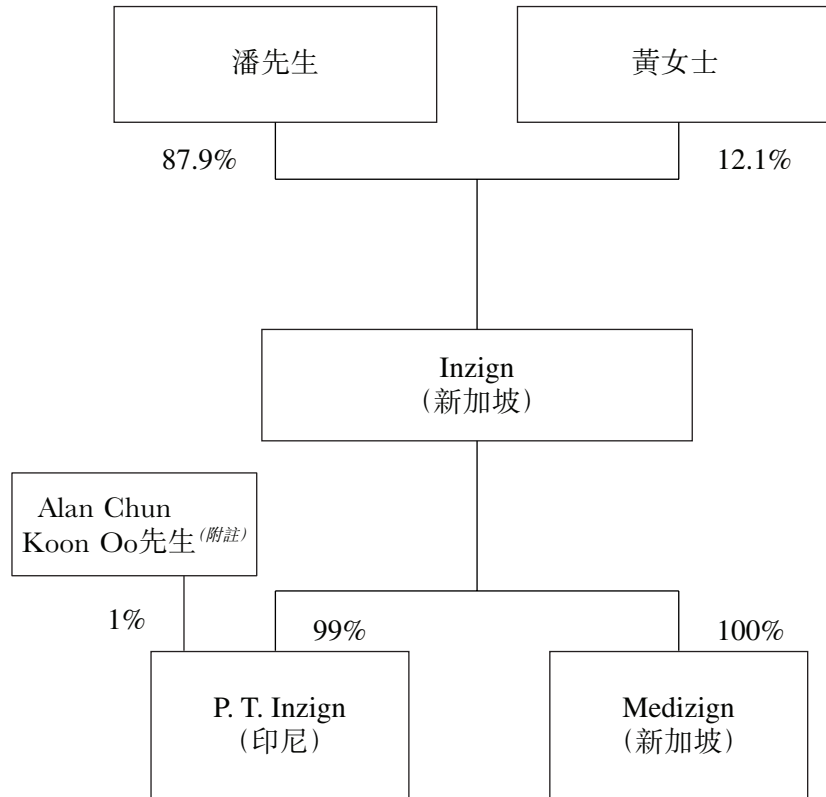 潘先生
黃女士
87.9%
12.1%
Inzign
（新加坡）
Alan Chun
Koon Oo先生(附註)
1%
99%
100%
P. T. Inzign
（印尼）
Medizign
（新加坡）